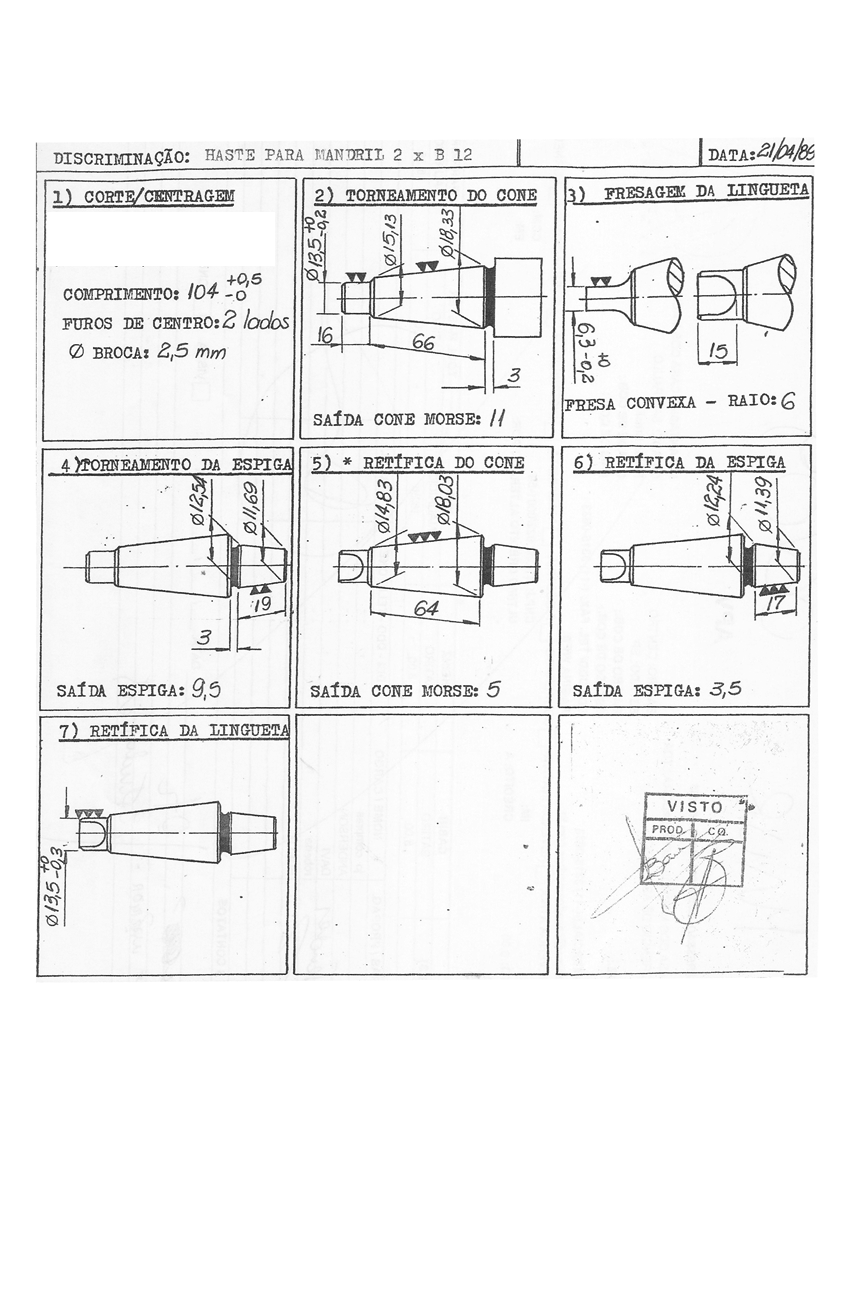 DISCRIMINAÇÃO: HASTE PARA MANDRIL 2 x B 12
DATA: 21/04/86
1) CORTE/CENTRAGEM
COMPRIMENTO: 104 +0,5 -0
FUROS DE CENTRO: 2 lados
Ø BROCA: 2,5 mm
2) TORNEAMENTO DO CONE
Ø13,5 +0 -0,2
Ø15,13
Ø18,33
16
66
3
SAÍDA CONE MORSE: 11
3) FRESAGEM DA LINGUETA
6,3 +0 -0,2
15
FRESA CONVEXA - RAIO: 6
4) TORNEAMENTO DA ESPIGA
Ø12,54
Ø11,69
19
3
SAÍDA ESPIGA: 9,5
5) * RETÍFICA DO CONE
Ø14,83
Ø18,03
64
SAÍDA CONE MORSE: 5
6) RETÍFICA DA ESPIGA
Ø12,24
Ø11,39
17
SAÍDA ESPIGA: 3,5
7) RETÍFICA DA LINGUETA
Ø13,5 +0 -0,3
VISTO
PROD. C.Q.